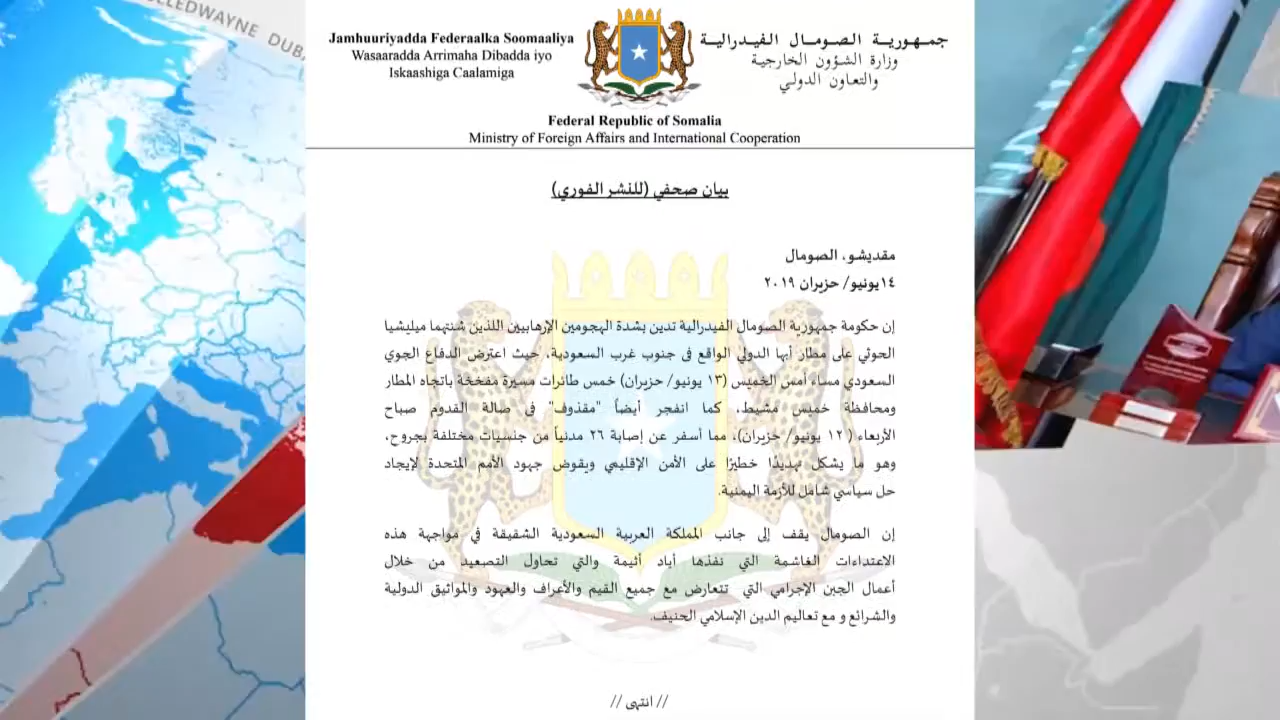 LEDWAYNE DUB
Jamhuuriyadda Federaalka Soomaaliya
Wasaaradda Arrimaha Dibadda iyo
Iskaashiga Caalamiga
جمهورية الصومال الفيدرالية
وزارة الشؤون الخارجية
والتعاون الدولي
Federal Republic of Somalia
Ministry of Foreign Affairs and International Cooperation
بيان صحفي (للنشر الفوري)
مقديشو، الصومال
١٤ يونيو/ حزيران ٢٠١٩
إن حكومة جمهورية الصومال الفيدرالية تدين بشدة الهجومين الإرهابيين اللذين شنتهما ميليشيا
الحوثي على مطار أبها الدولي الواقع في جنوب غرب السعودية، حيث اعترض الدفاع الجوي
السعودي مساء أمس الخميس (١٣ يونيو/ حزيران) خمس طائرات مسيرة مفخخة باتجاه المطار
ومحافظة خميس مشيط، كما انفجر أيضاً "مقذوف" في صالة القدوم صباح
الأربعاء ( ١٢ يونيو/ حزيران)، مما أسفر عن إصابة ٢٦ مدنياً من جنسيات مختلفة بجروح،
وهو ما يشكل تهديدًا خطيرًا على الأمن الإقليمي ويقوض جهود الأمم المتحدة لإيجاد
حل سياسي شامل للأزمة اليمنية.
إن الصومال يقف إلى جانب المملكة العربية السعودية الشقيقة في مواجهة هذه
الاعتداءات الغاشمة التي نفذها أياد أثيمة والتي تحاول التصعيد من خلال
أعمال الجبن الإجرامي التي تتعارض مع جميع القيم والأعراف والعهود والمواثيق الدولية
والشرائع و مع تعاليم الدين الإسلامي الحنيف.
// انتهى //